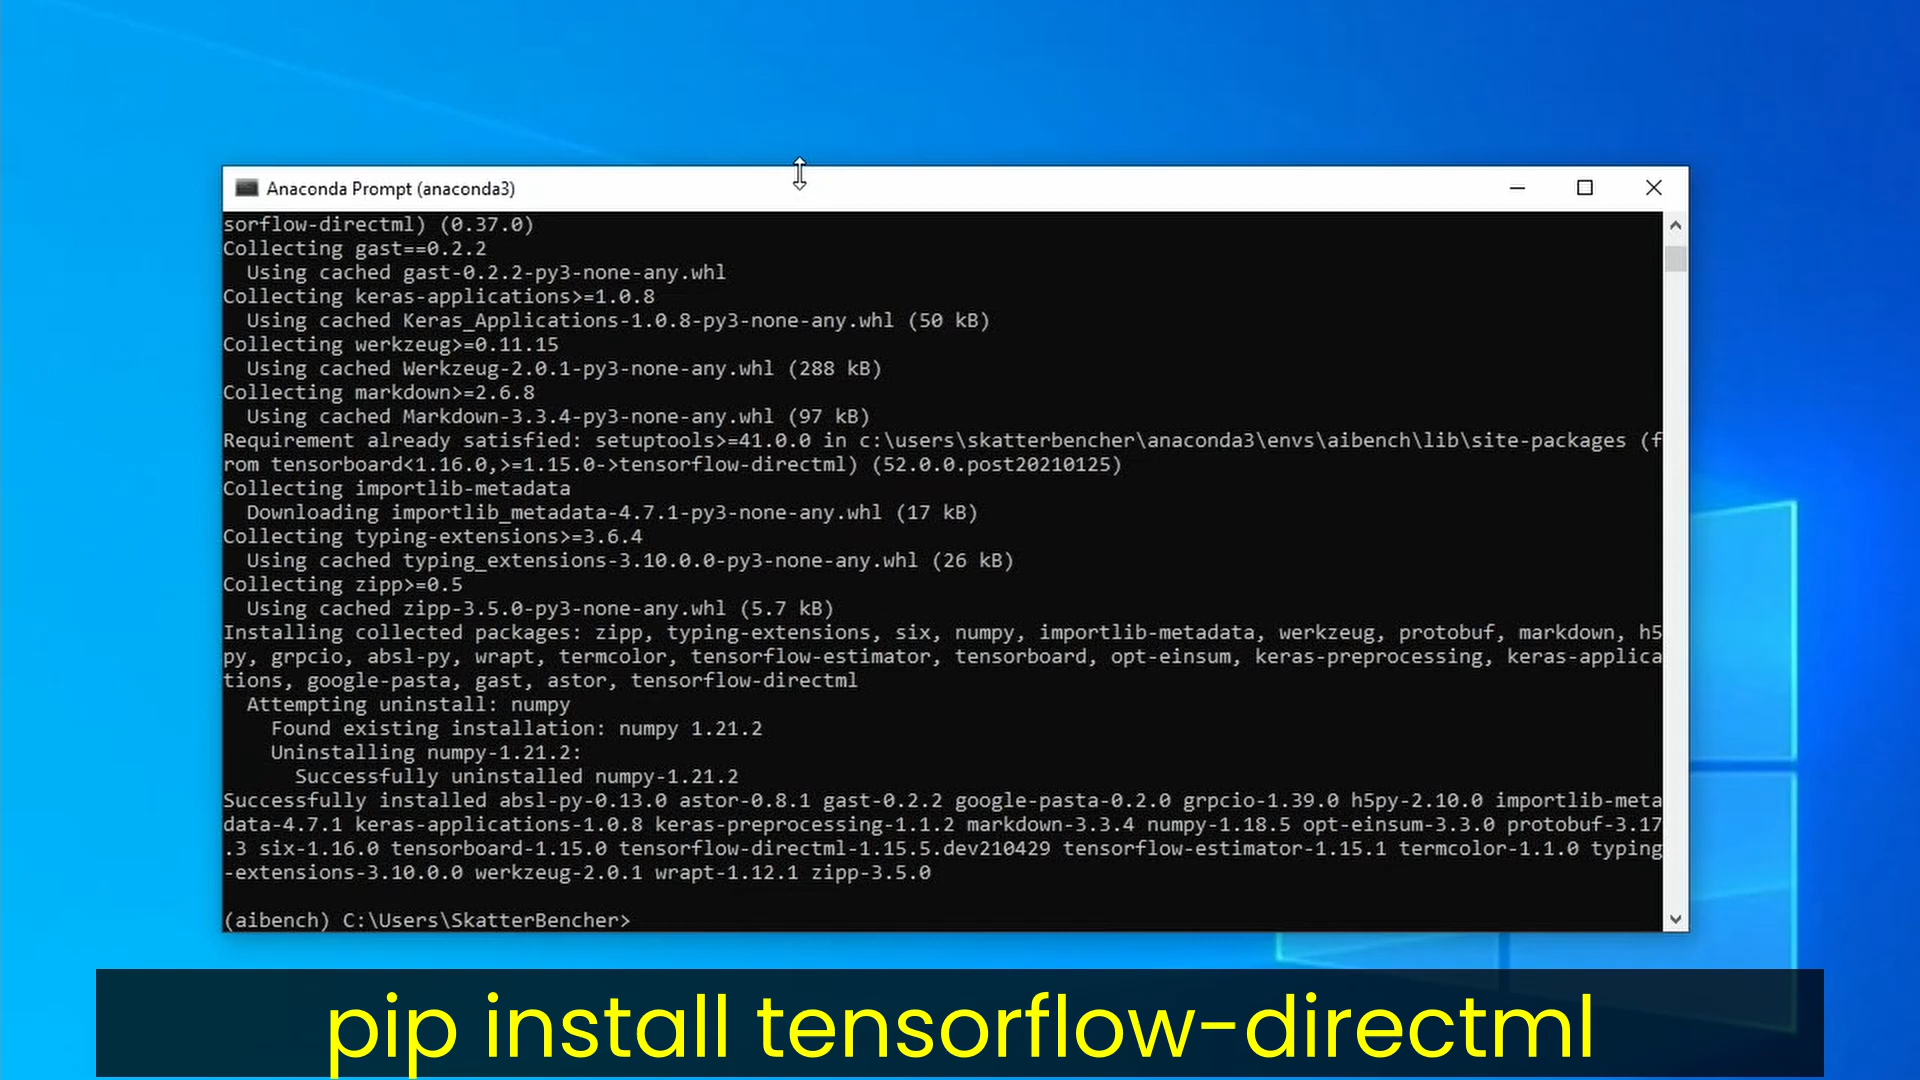 Anaconda Prompt (anaconda3)
sorflow-directml) (0.37.0)
Collecting gast==0.2.2
  Using cached gast-0.2.2-py3-none-any.whl
Collecting keras-applications>=1.0.8
  Using cached Keras_Applications-1.0.8-py3-none-any.whl (50 kB)
Collecting werkzeug>=0.11.15
  Using cached Werkzeug-2.0.1-py3-none-any.whl (288 kB)
Collecting markdown>=2.6.8
  Using cached Markdown-3.3.4-py3-none-any.whl (97 kB)
Requirement already satisfied: setuptools>=41.0.0 in c:\users\skatterbencher\anaconda3\envs\aibench\lib\site-packages (f
rom tensorboard<1.16.0,>=1.15.0->tensorflow-directml) (52.0.0.post20210125)
Collecting importlib-metadata
  Downloading importlib_metadata-4.7.1-py3-none-any.whl (17 kB)
Collecting typing-extensions>=3.6.4
  Using cached typing_extensions-3.10.0.0-py3-none-any.whl (26 kB)
Collecting zipp>=0.5
  Using cached zipp-3.5.0-py3-none-any.whl (5.7 kB)
Installing collected packages: zipp, typing-extensions, six, numpy, importlib-metadata, werkzeug, protobuf, markdown, h5
py, grpcio, absl-py, wrapt, termcolor, tensorflow-estimator, tensorboard, opt-einsum, keras-preprocessing, keras-applica
tions, google-pasta, gast, astor, tensorflow-directml
  Attempting uninstall: numpy
    Found existing installation: numpy 1.21.2
    Uninstalling numpy-1.21.2:
      Successfully uninstalled numpy-1.21.2
Successfully installed absl-py-0.13.0 astor-0.8.1 gast-0.2.2 google-pasta-0.2.0 grpcio-1.39.0 h5py-2.10.0 importlib-meta
data-4.7.1 keras-applications-1.0.8 keras-preprocessing-1.1.2 markdown-3.3.4 numpy-1.18.5 opt-einsum-3.3.0 protobuf-3.17
.3 six-1.16.0 tensorboard-1.15.0 tensorflow-directml-1.15.5.dev210429 tensorflow-estimator-1.15.1 termcolor-1.1.0 typing
-extensions-3.10.0.0 werkzeug-2.0.1 wrapt-1.12.1 zipp-3.5.0
(aibench) C:\Users\SkatterBencher>
pip install tensorflow-directml